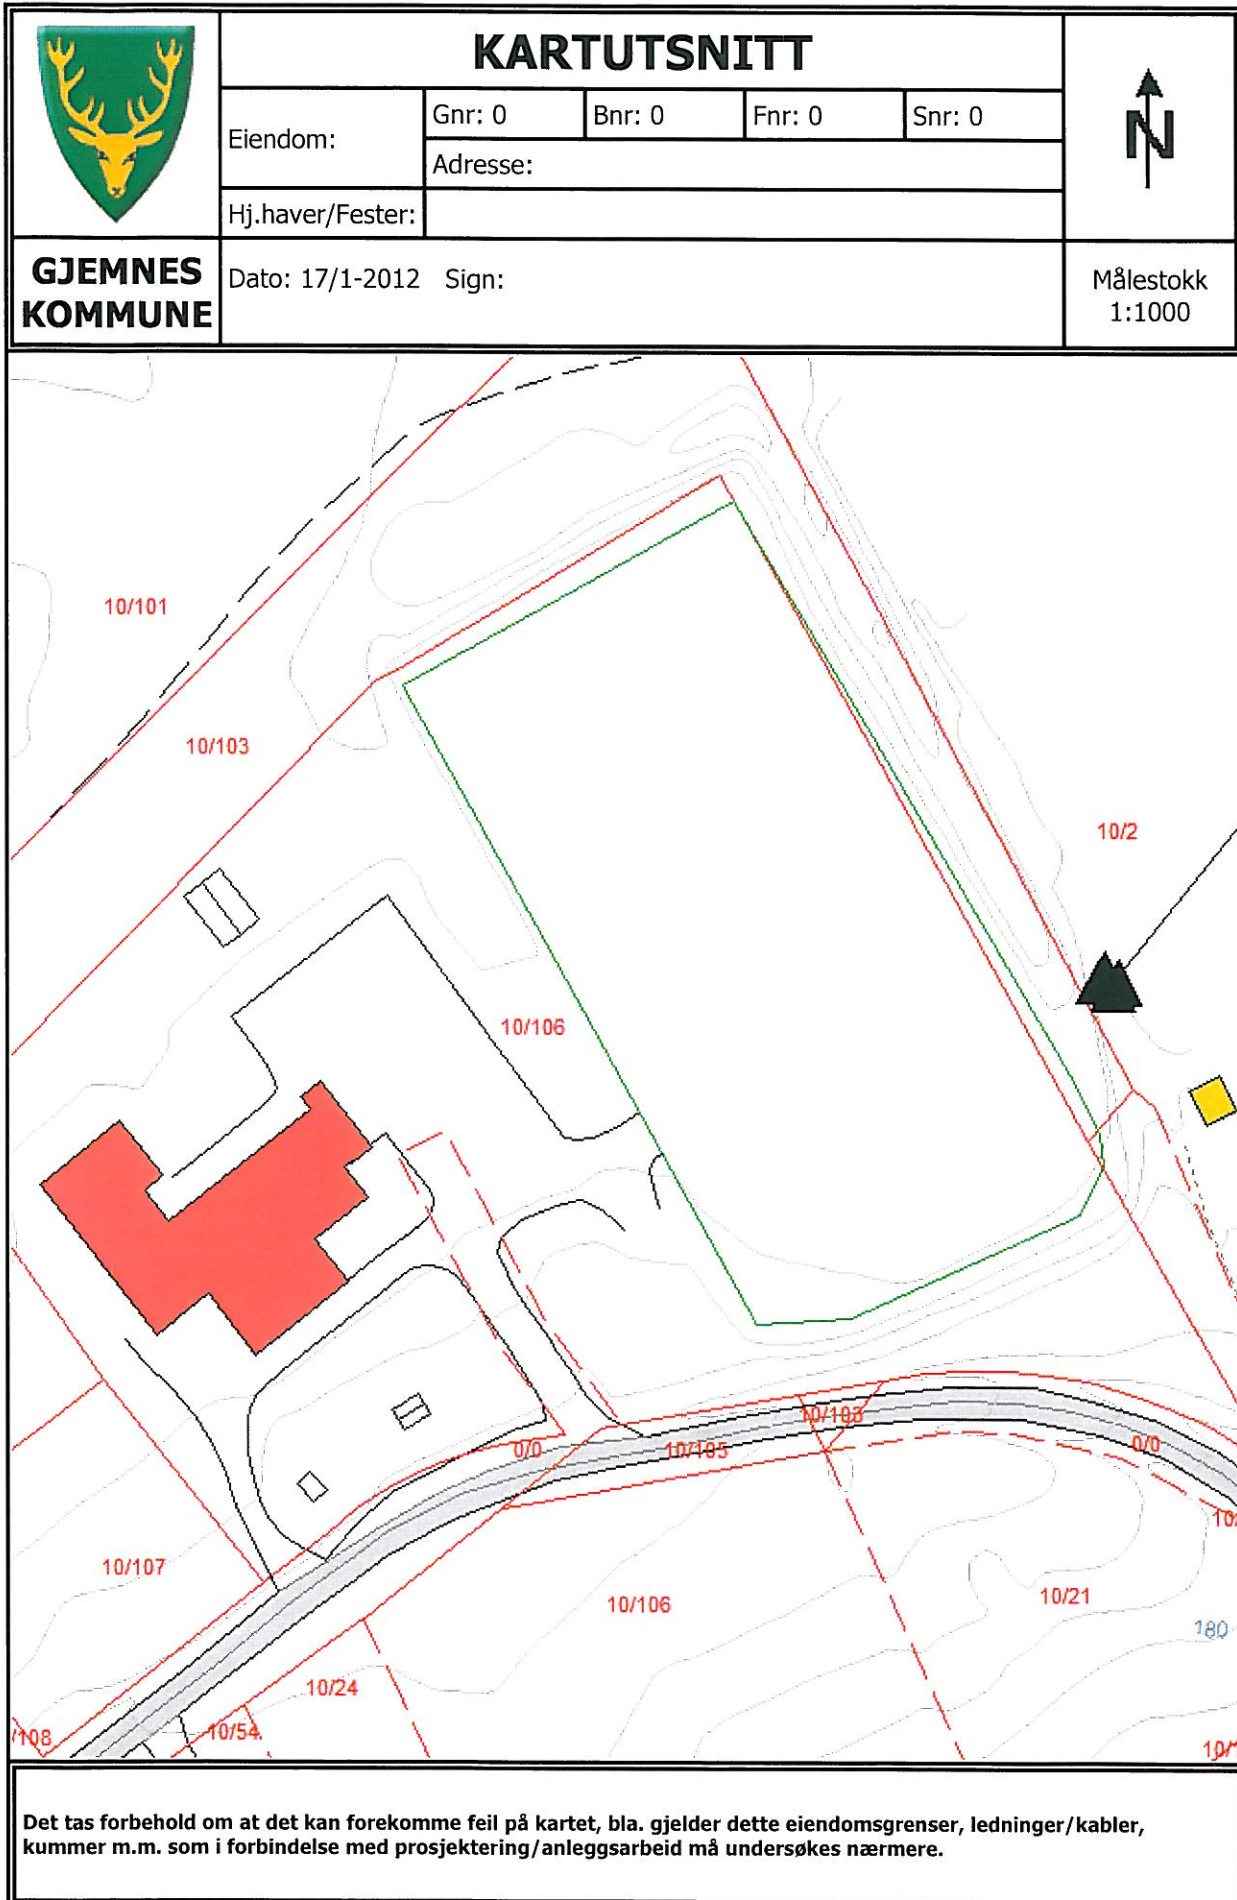 KARTUTSNITT
Eiendom:
Gnr: 0
Bnr: 0
Fnr: 0
Snr: 0
Adresse:
Hj.haver/Fester:
N
GJEMNES
KOMMUNE
Dato: 17/1-2012 Sign:
Målestokk
1:1000
10/101
10/103
10/2
10/106
10/103
0/0
10/105
0/0
10/107
10/106
10/21
180
10/24
/108
10/54
Det tas forbehold om at det kan forekomme feil på kartet, bla. gjelder dette eiendomsgrenser, ledninger/kabler,
kummer m.m. som i forbindelse med prosjektering/anleggsarbeid må undersøkes nærmere.